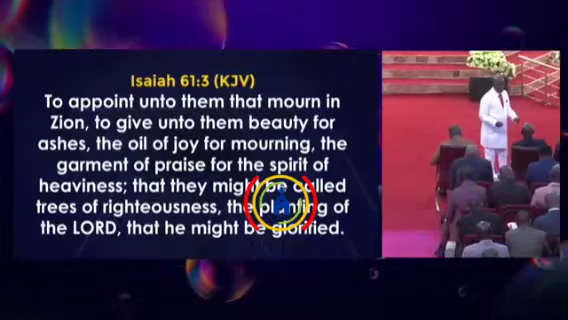 Isaiah 61:3 (KJV)
To appoint unto them that mourn in
Zion, to give unto them beauty for
ashes, the oil of joy for mourning, the
garment of praise for the spirit of
heaviness; that they might be called
trees of righteousness, the planting of
the LORD, that he might be glorified.